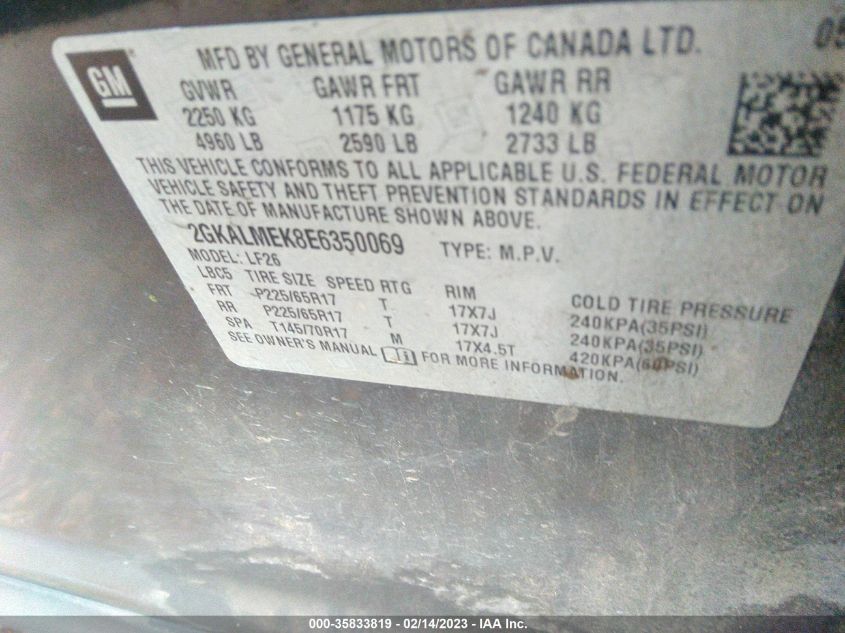 GM
MFD BY GENERAL MOTORS OF CANADA LTD. 05
GVWR GAWR FRT GAWR RR
2250 KG 1175 KG 1240 KG
4960 LB 2590 LB 2733 LB
THIS VEHICLE CONFORMS TO ALL APPLICABLE U.S. FEDERAL MOTOR
VEHICLE SAFETY AND THEFT PREVENTION STANDARDS IN EFFECT ON
THE DATE OF MANUFACTURE SHOWN ABOVE.
2GKALMEK8E6350069 TYPE: M.P.V.
MODEL: LF26
LBC5 TIRE SIZE SPEED RTG RIM COLD TIRE PRESSURE
FRT P225/65R17 T 17X7J 240KPA(35PSI)
RR P225/65R17 T 17X7J 240KPA(35PSI)
SPA T145/70R17 M 17X4.5T 420KPA(60PSI)
SEE OWNER'S MANUAL FOR MORE INFORMATION.
000-35833819 - 02/14/2023 - IAA Inc.